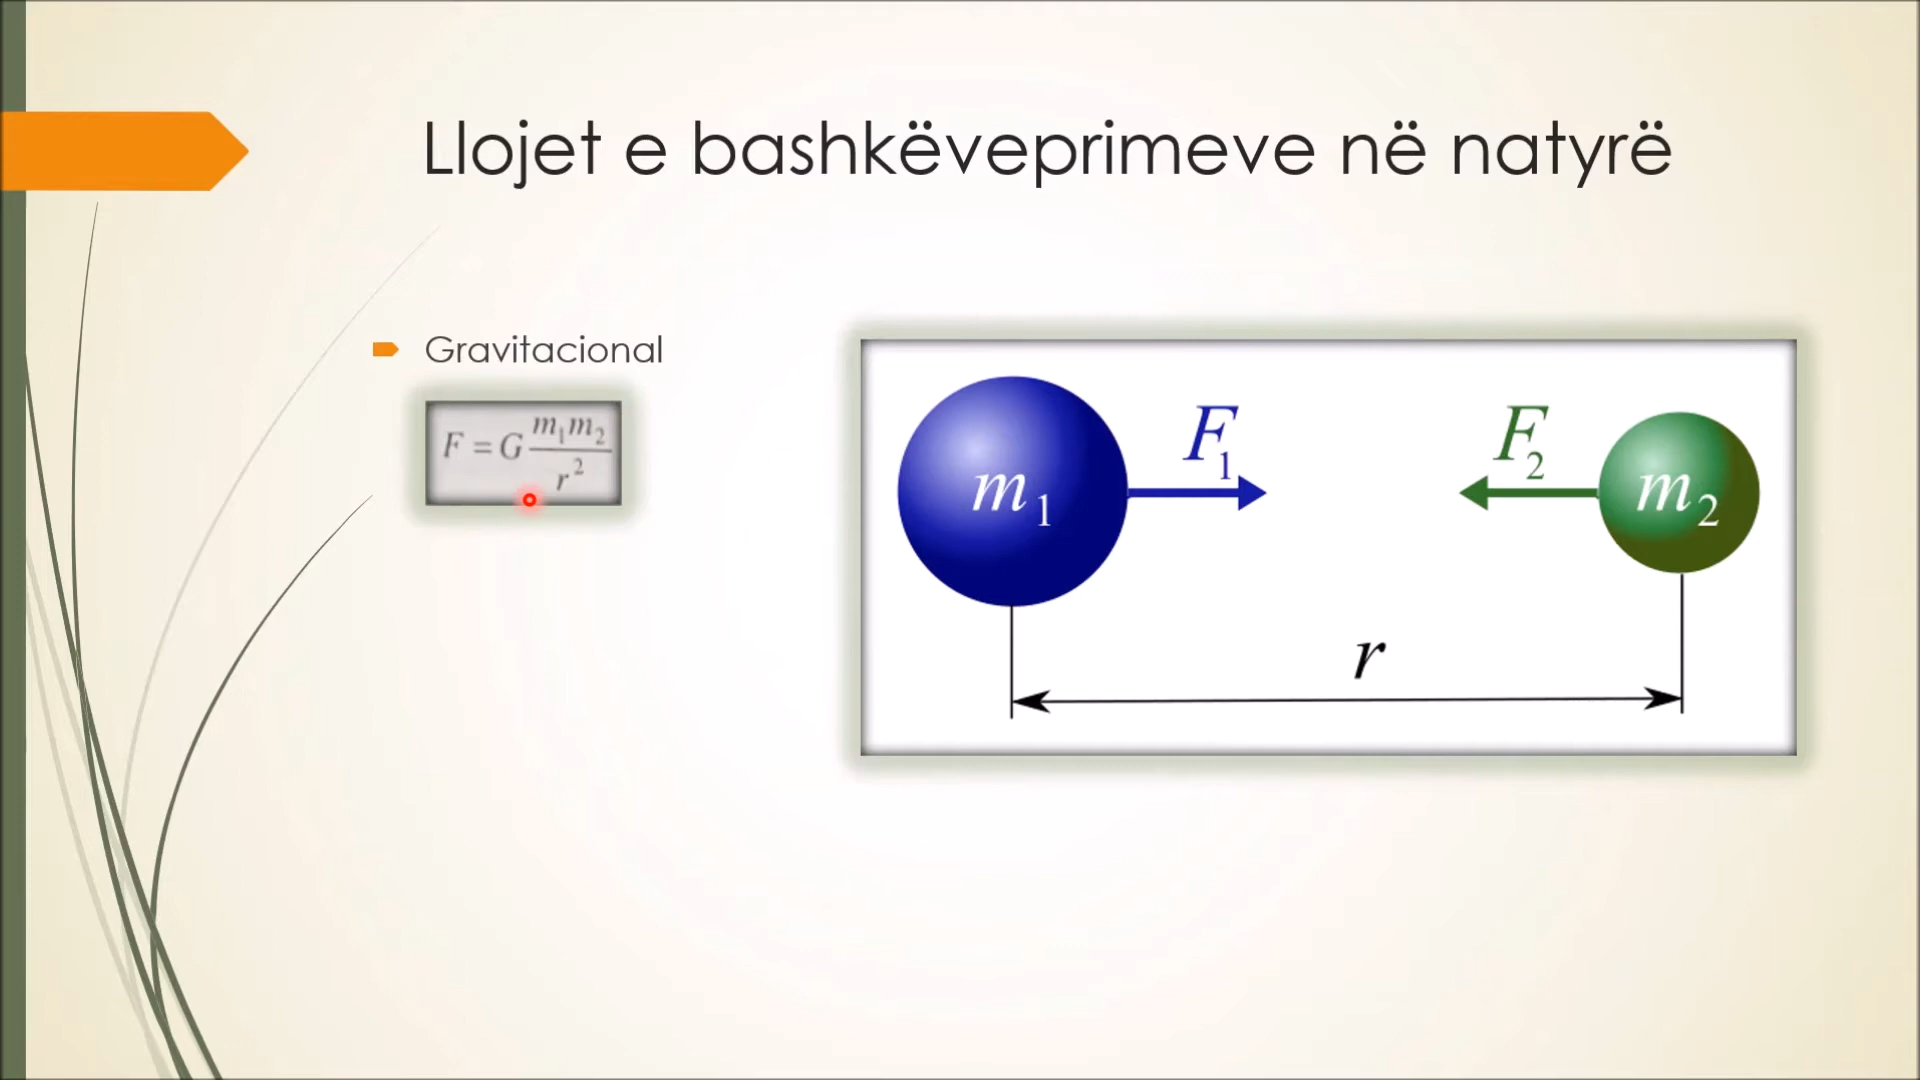 Llojet e bashkëveprimeve në natyrë
Gravitacional
F = G m₁m₂ / r²
F₁ F₂
m₁ m₂
r